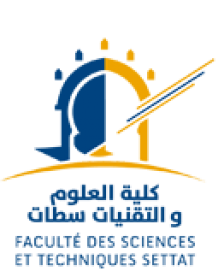 كلية العلوم
و التقنيات سطات
FACULTÉ DES SCIENCES
ET TECHNIQUES SETTAT